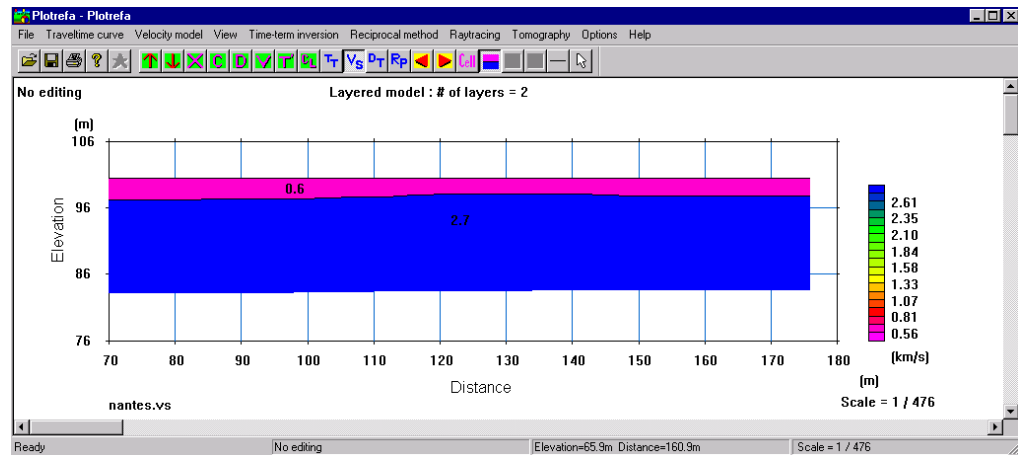 Plotrefa - Plotrefa
File Traveltime curve Velocity model View Time-term inversion Reciprocal method Raytracing Tomography Options Help
C D TT VS DT RP Cell
No editing
Layered model : # of layers = 2
(m)
106
96
86
76
Elevation
0.6
2.7
70 80 90 100 110 120 130 140 150 160 170 180
Distance
(m)
2.61
2.35
2.10
1.84
1.58
1.33
1.07
0.81
0.56
(km/s)
nantes.vs
Scale = 1 / 476
Ready No editing Elevation=65.9m Distance=160.9m Scale = 1 / 476